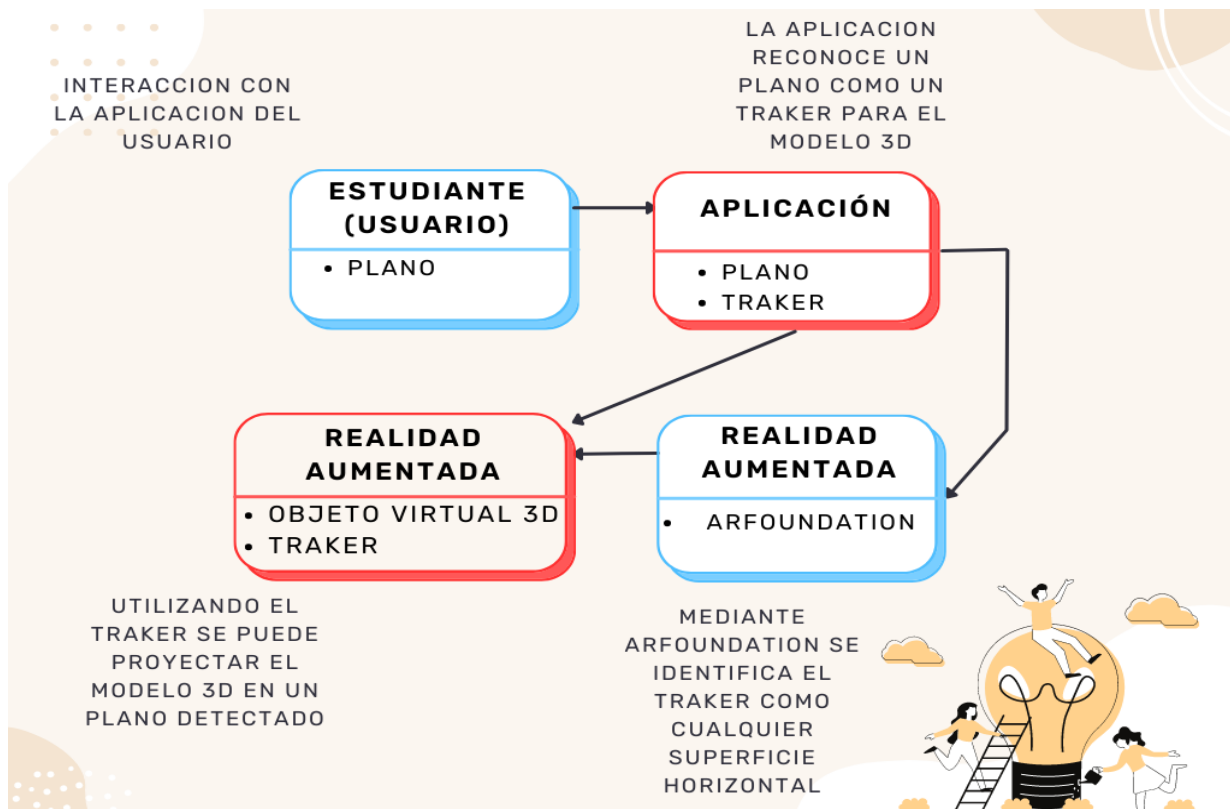 INTERACCION CON
LA APLICACION DEL
USUARIO
LA APLICACION
RECONOCE UN
PLANO COMO UN
TRAKER PARA EL
MODELO 3D
ESTUDIANTE
(USUARIO)
• PLANO
APLICACIÓN
• PLANO
• TRAKER
REALIDAD
AUMENTADA
• OBJETO VIRTUAL 3D
• TRAKER
REALIDAD
AUMENTADA
• ARFOUNDATION
UTILIZANDO EL
TRAKER SE PUEDE
PROYECTAR EL
MODELO 3D EN UN
PLANO DETECTADO
MEDIANTE
ARFOUNDATION SE
IDENTIFICA EL
TRAKER COMO
CUALQUIER
SUPERFICIE
HORIZONTAL